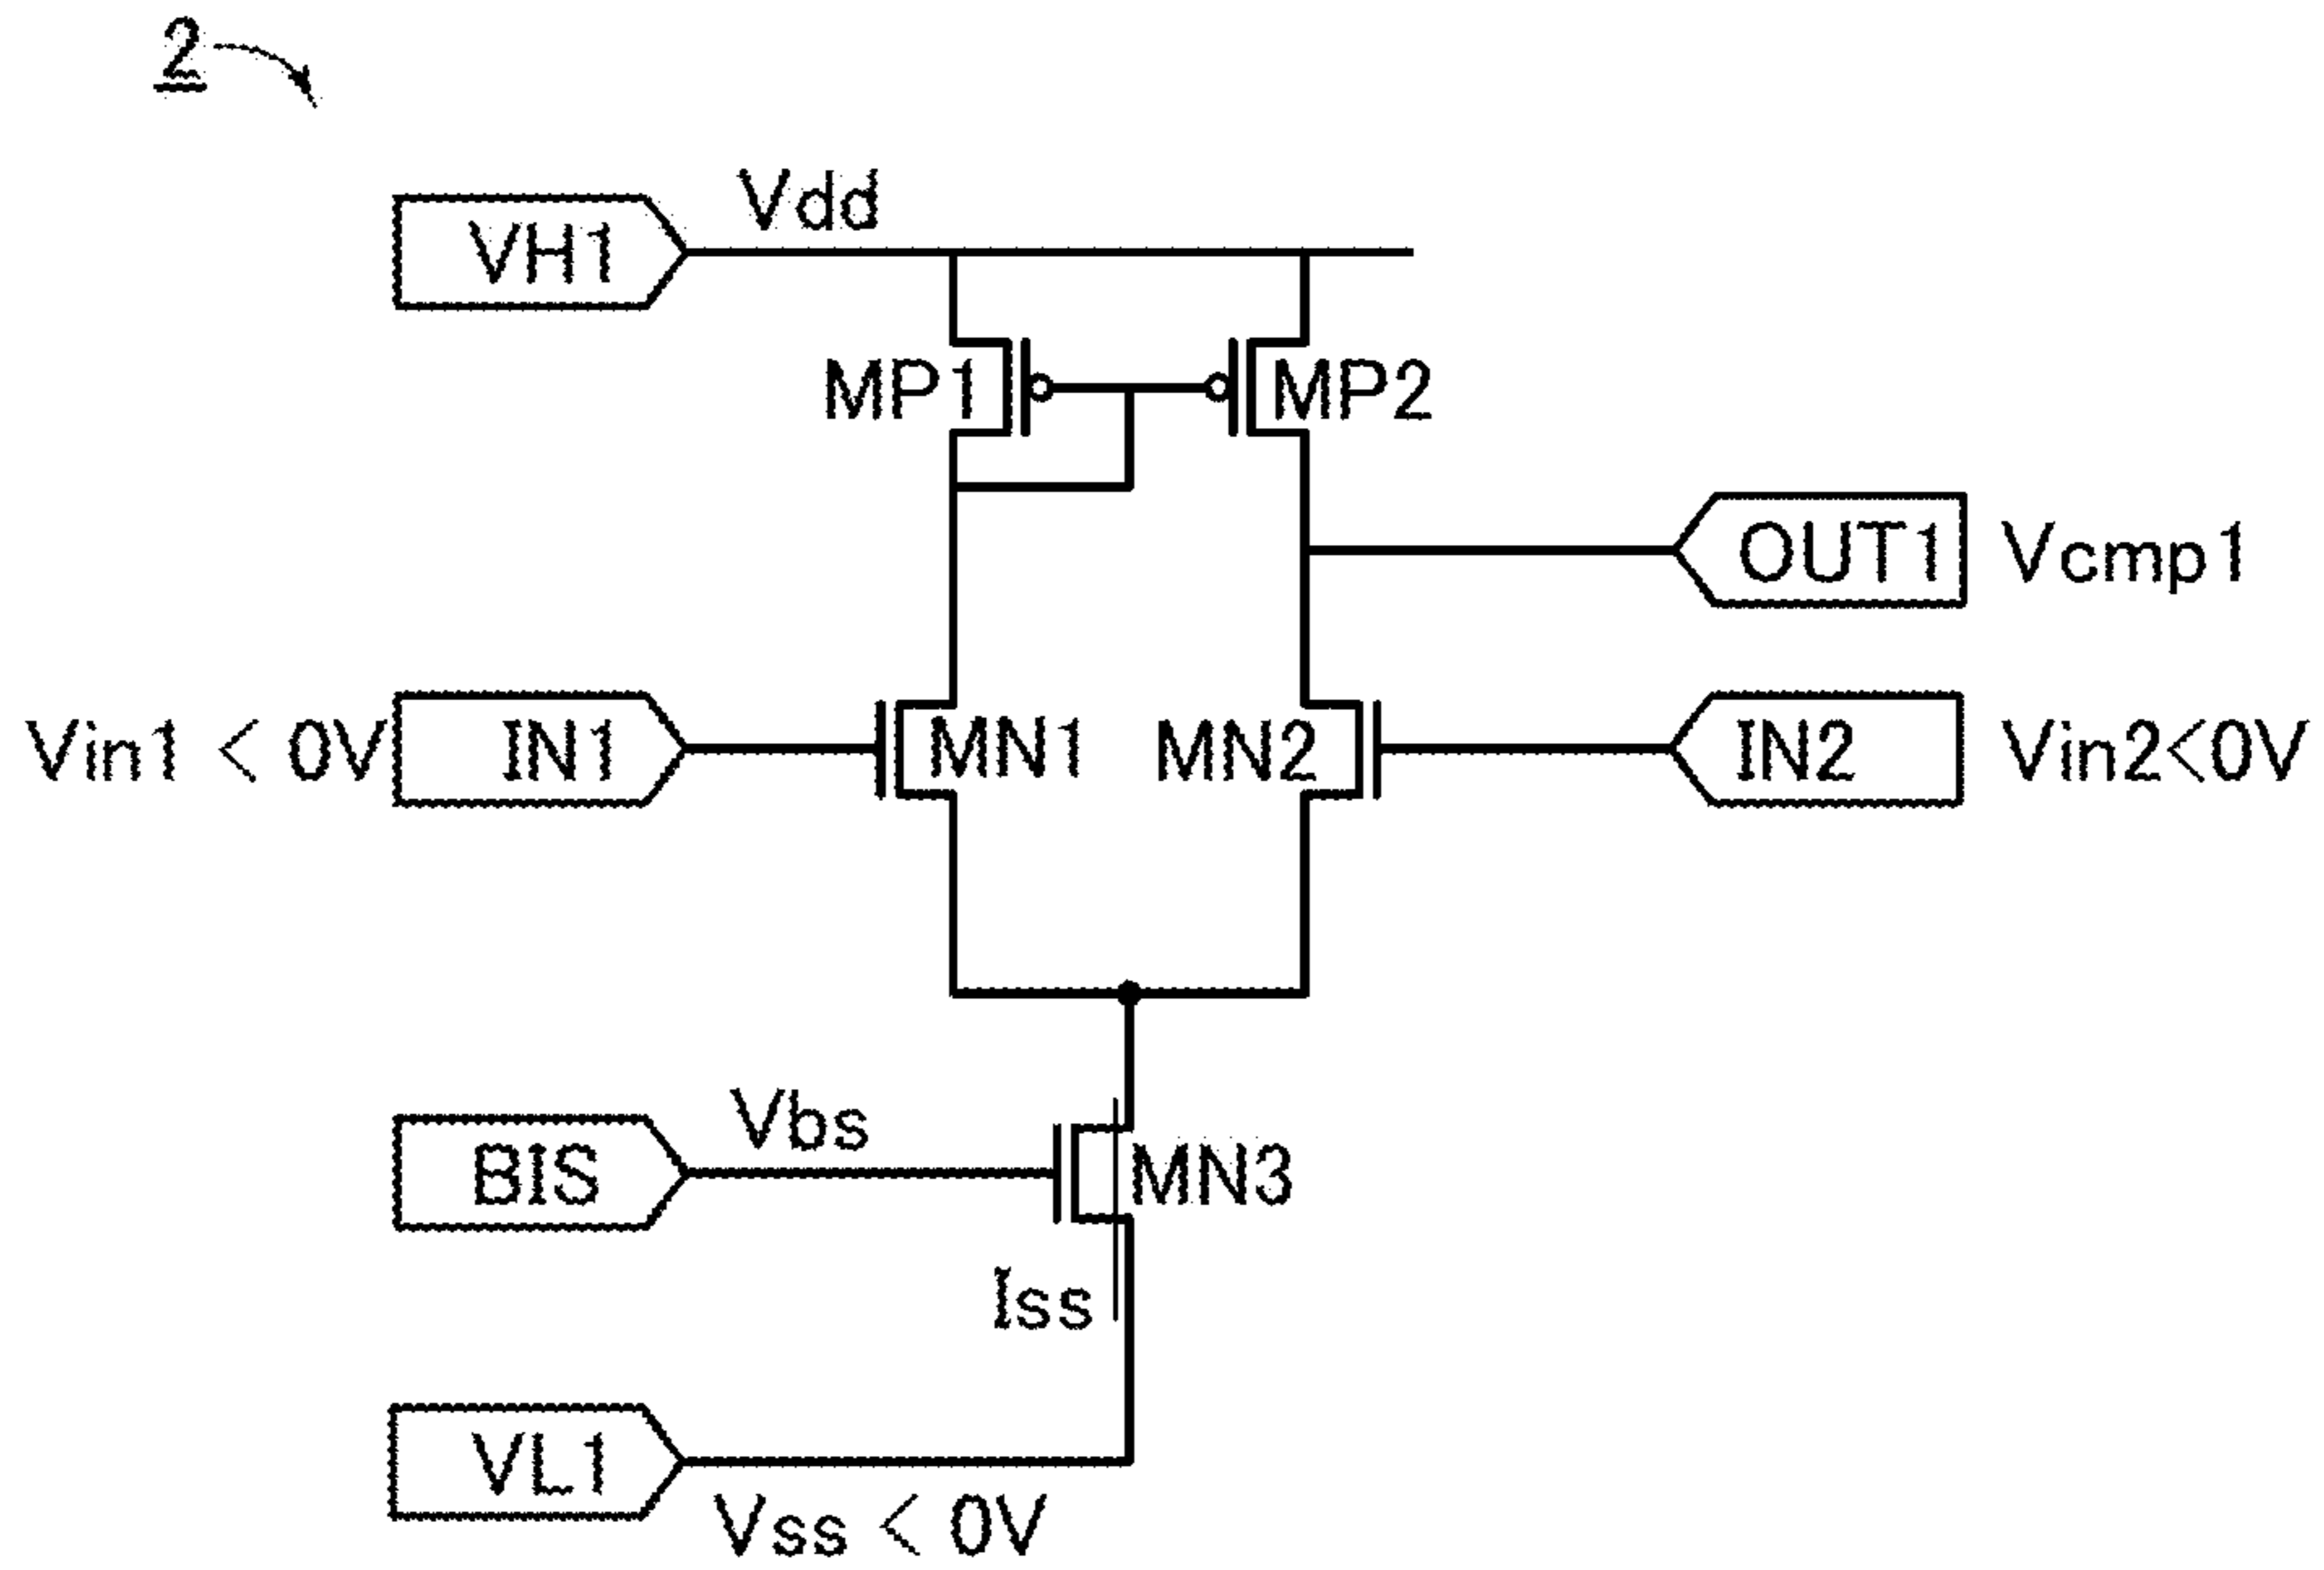 2
Vdd
VH1
MP1
MP2
OUT1
Vcmp1
Vin1 < 0V
IN1
MN1
MN2
IN2
Vin2<0V
Vbs
BIS
MN3
Iss
VL1
Vss < 0V